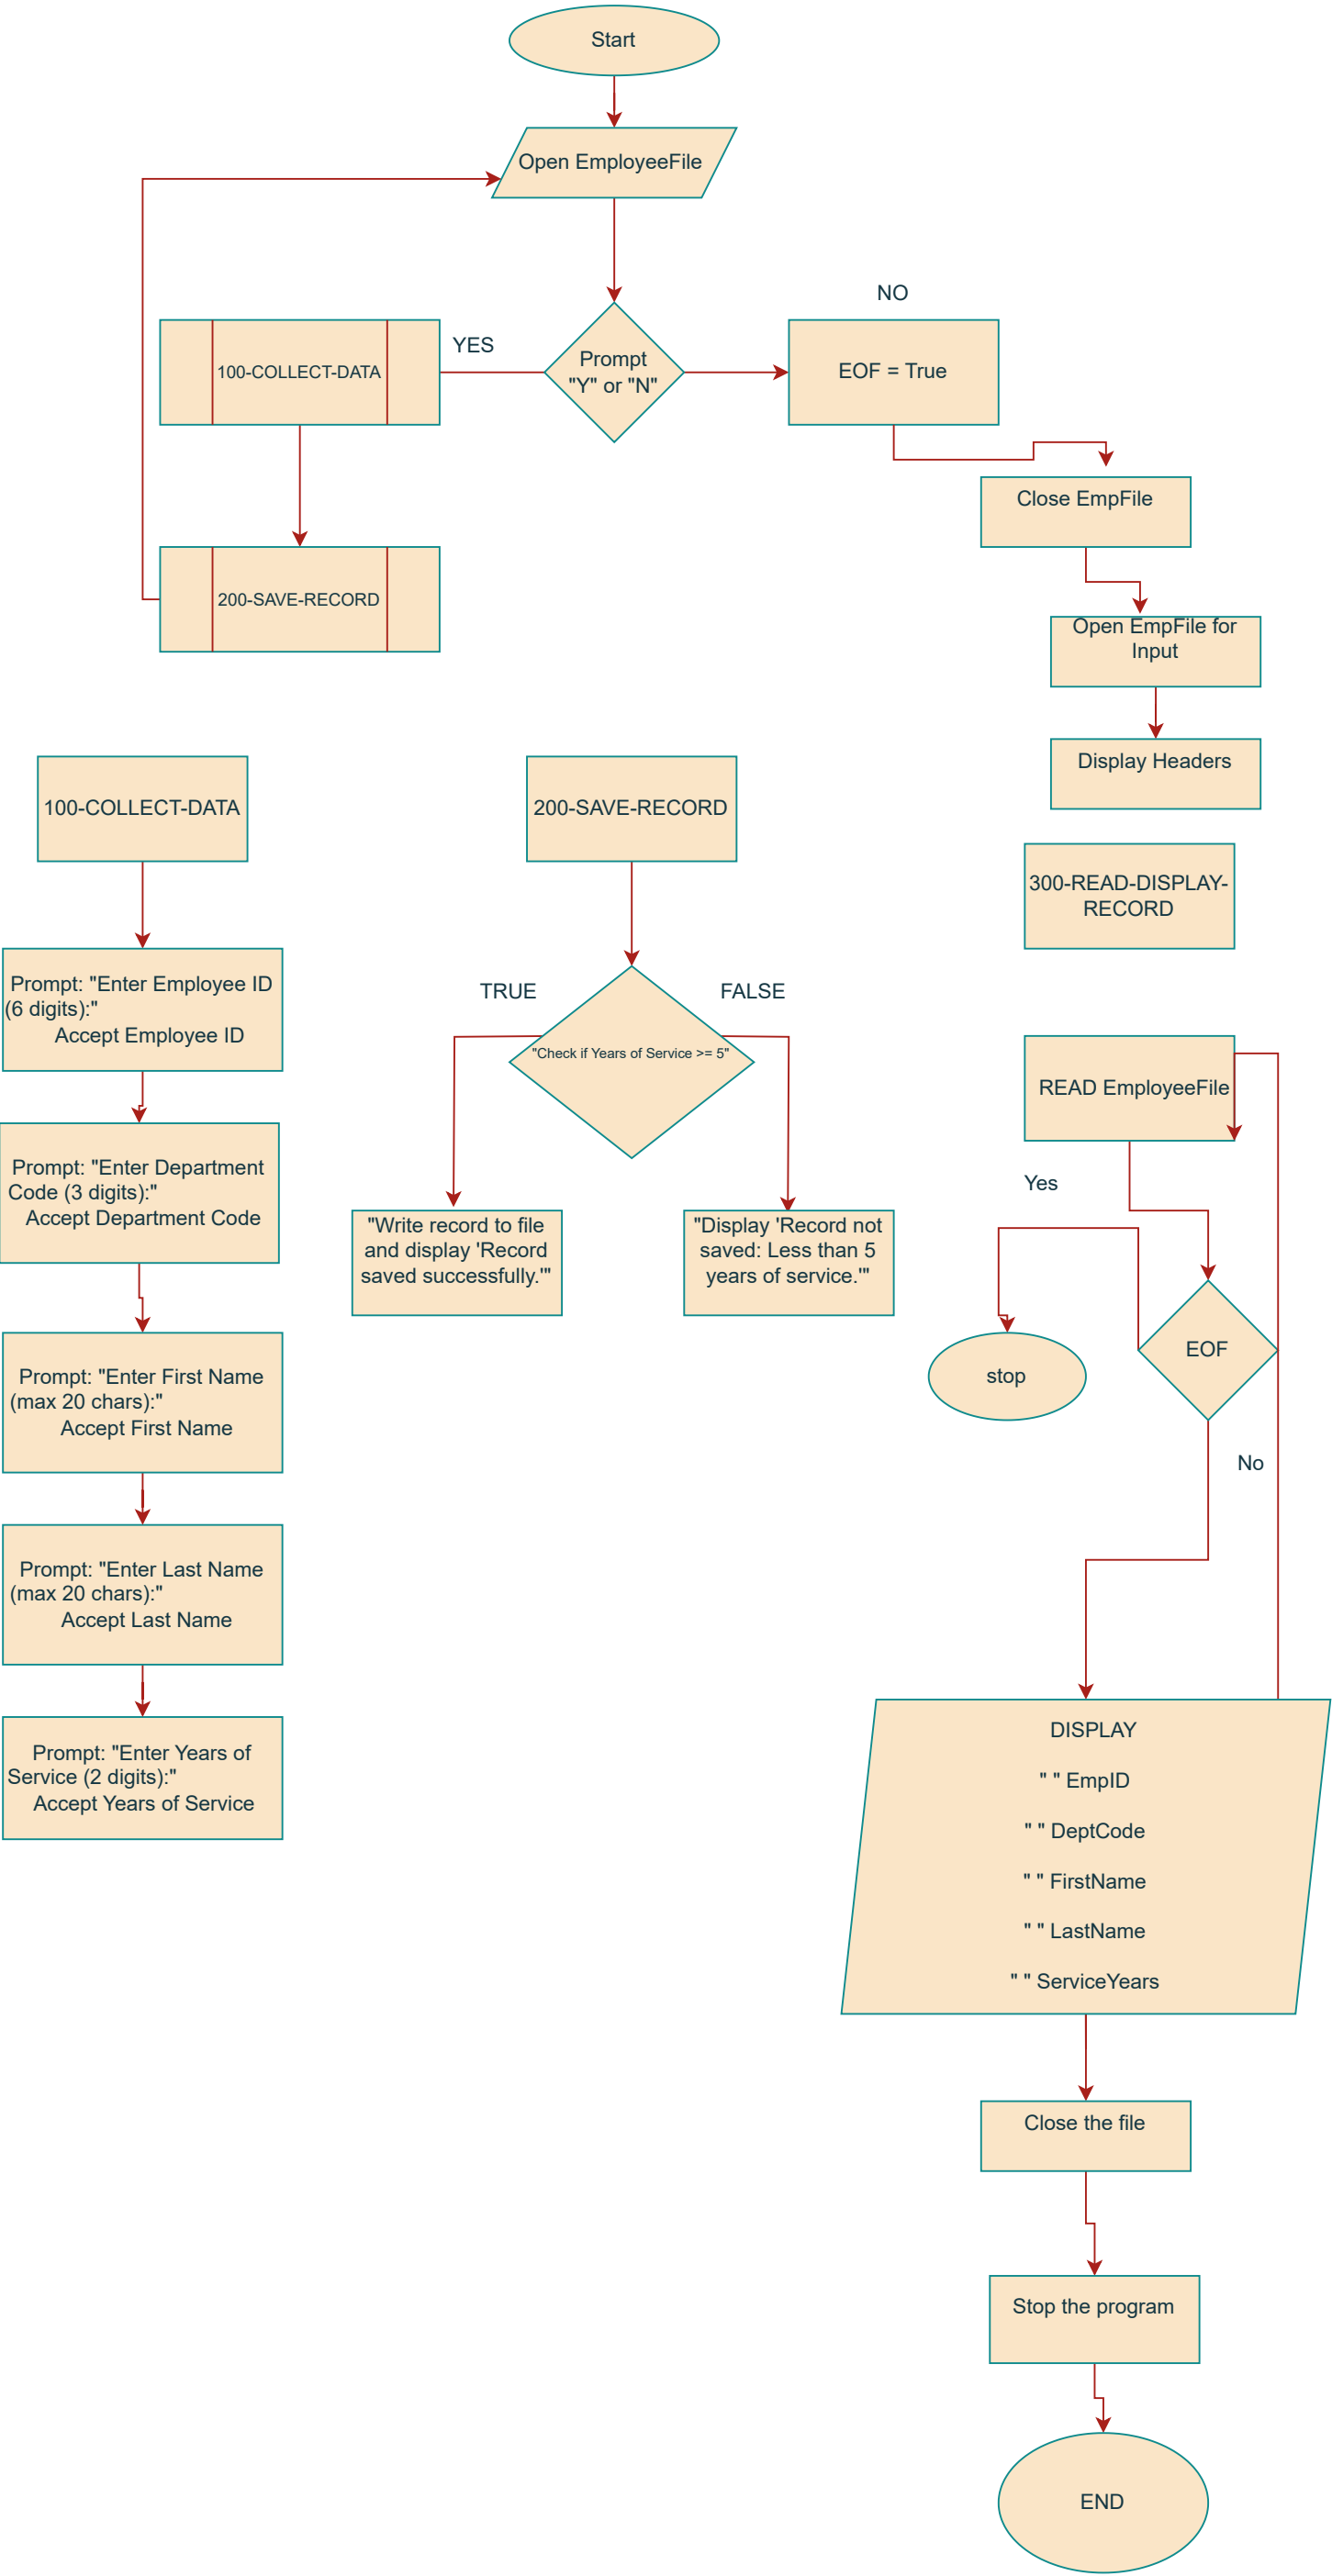 Start
Open EmployeeFile
NO
YES
Prompt
"Y" or "N"
100-COLLECT-DATA
EOF = True
Close EmpFile
200-SAVE-RECORD
Open EmpFile for
Input
Display Headers
100-COLLECT-DATA
200-SAVE-RECORD
300-READ-DISPLAY-
RECORD
Prompt: "Enter Employee ID
(6 digits):"
Accept Employee ID
TRUE
FALSE
"Check if Years of Service >= 5"
READ EmployeeFile
Prompt: "Enter Department
Code (3 digits):"
Accept Department Code
Yes
"Write record to file
and display 'Record
saved successfully.'"
"Display 'Record not
saved: Less than 5
years of service.'"
EOF
stop
Prompt: "Enter First Name
(max 20 chars):"
Accept First Name
No
Prompt: "Enter Last Name
(max 20 chars):"
Accept Last Name
Prompt: "Enter Years of
Service (2 digits):"
Accept Years of Service
DISPLAY
" " EmpID
" " DeptCode
" " FirstName
" " LastName
" " ServiceYears
Close the file
Stop the program
END